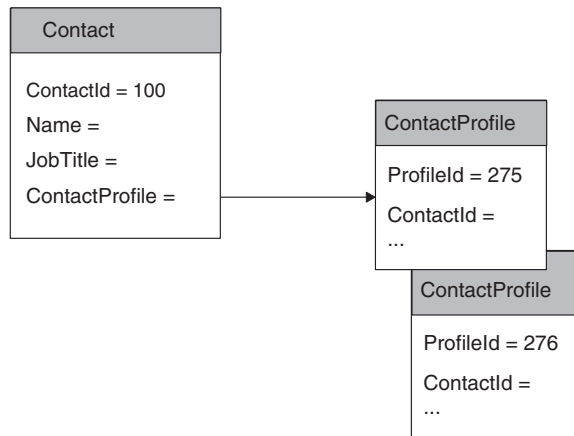 Contact
ContactId = 100
Name =
JobTitle =
ContactProfile =
ContactProfile
ProfileId = 275
ContactId =
...
ContactProfile
ProfileId = 276
ContactId =
...